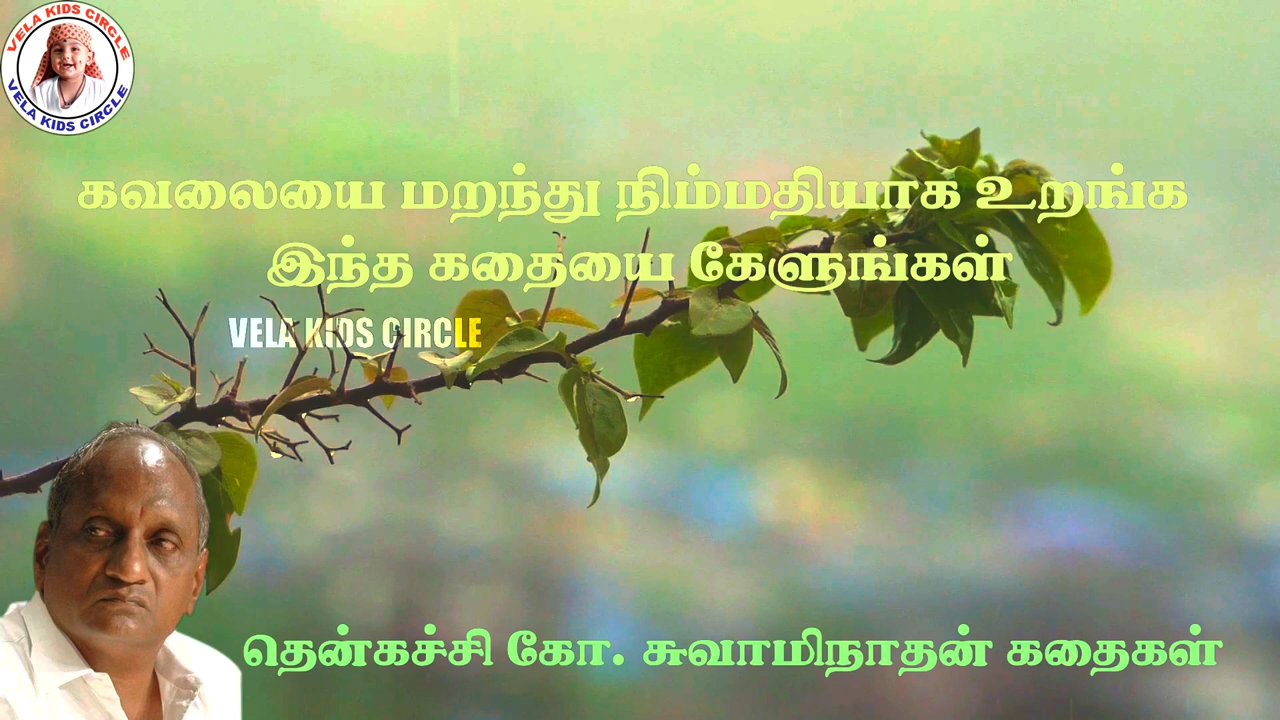 VELA KIDS CIRCLE
VELA KIDS CIRCLE
கவலையை மறந்து நிம்மதியாக உறங்க
இந்த கதையை கேளுங்கள்
VELA KIDS CIRCLE
தென்கச்சி கோ. சுவாமிநாதன் கதைகள்